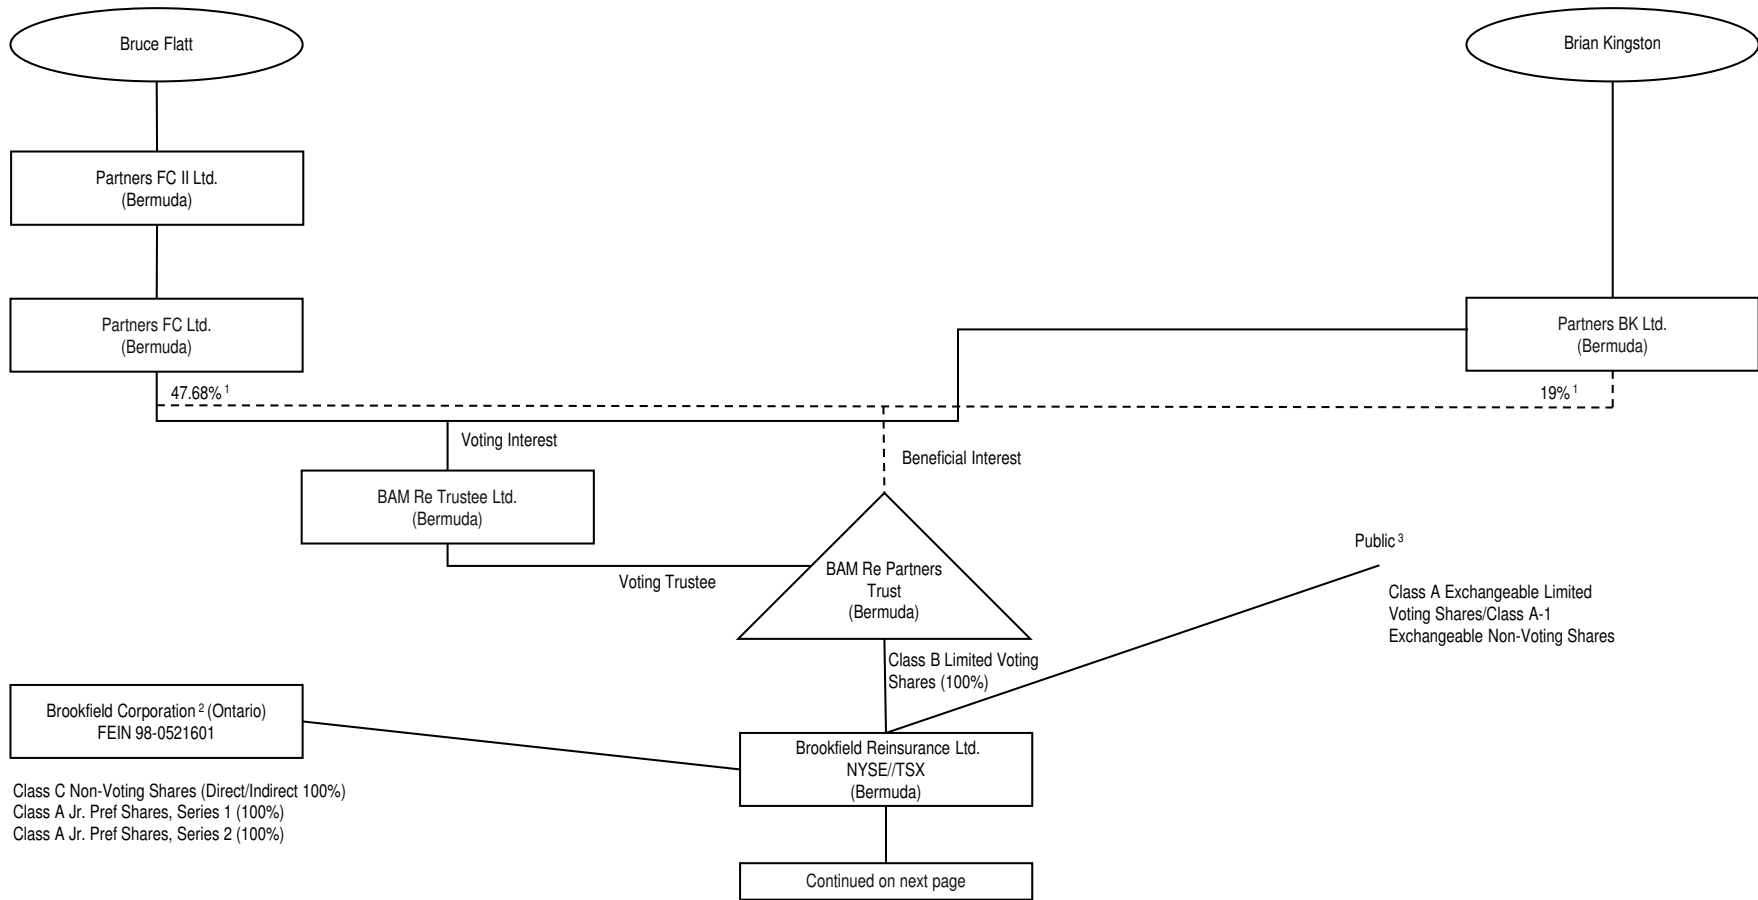 Bruce Flatt
Brian Kingston
Partners FC II Ltd.
(Bermuda)
Partners FC Ltd.
(Bermuda)
Partners BK Ltd.
(Bermuda)
47.68% 1
19% 1
Voting Interest
Beneficial Interest
BAM Re Trustee Ltd.
(Bermuda)
Voting Trustee
BAM Re Partners
Trust
(Bermuda)
Public 3
Class A Exchangeable Limited
Voting Shares/Class A-1
Exchangeable Non-Voting Shares
Class B Limited Voting
Shares (100%)
Brookfield Corporation 2 (Ontario)
FEIN 98-0521601
Class C Non-Voting Shares (Direct/Indirect 100%)
Class A Jr. Pref Shares, Series 1 (100%)
Class A Jr. Pref Shares, Series 2 (100%)
Brookfield Reinsurance Ltd.
NYSE//TSX
(Bermuda)
Continued on next page